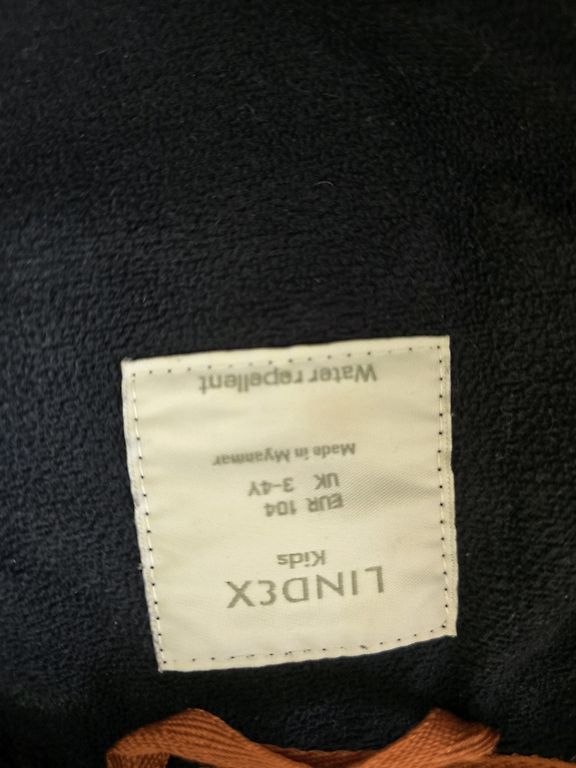 LINDEX
Kids
EUR 104
UK 3-4Y
Made in Myanmar
Water repellent